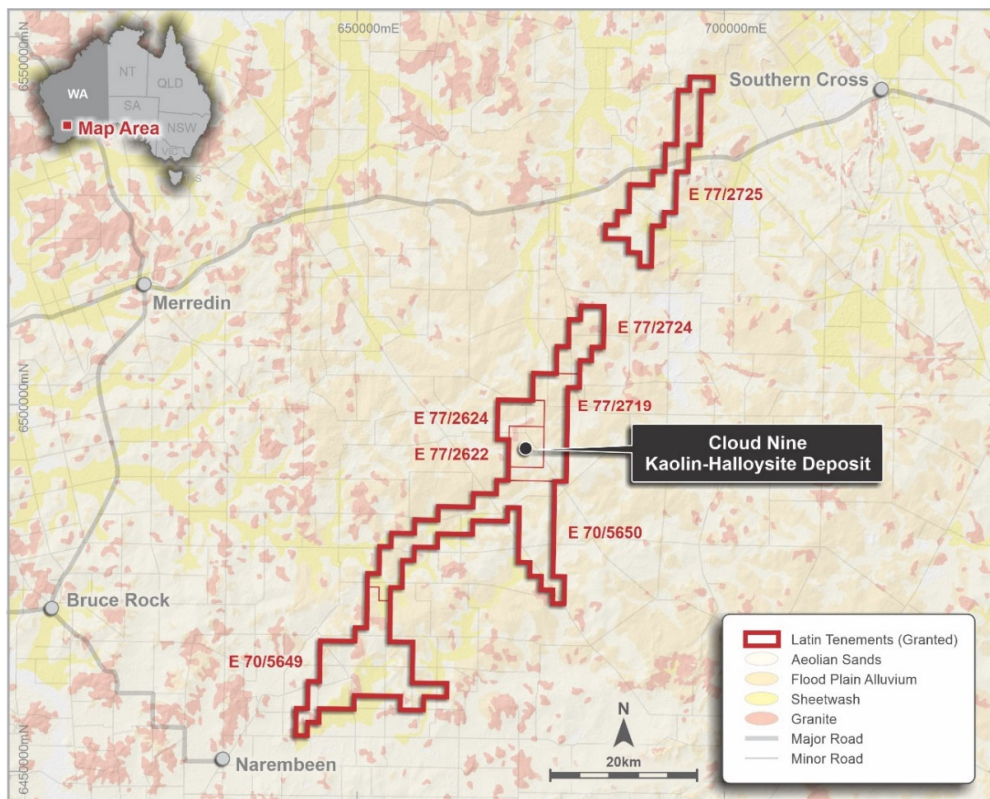 650000mE
700000mE
6550000mN
NT
QLD
WA
SA
NSW
Map Area
Southern Cross
E 77/2725
Merredin
E 77/2724
6500000mN
E 77/2719
E 77/2624
Cloud Nine
Kaolin-Halloysite Deposit
E 77/2622
E 70/5650
Bruce Rock
E 70/5649
Narembeen
6450000mN
N
20km
Latin Tenements (Granted)
Aeolian Sands
Flood Plain Alluvium
Sheetwash
Granite
Major Road
Minor Road